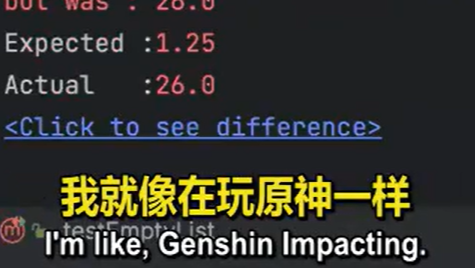 but was : 26.0
Expected :1.25
Actual :26.0
<Click to see difference>
我就像在玩原神一样
testEmptyList
I'm like, Genshin Impacting.